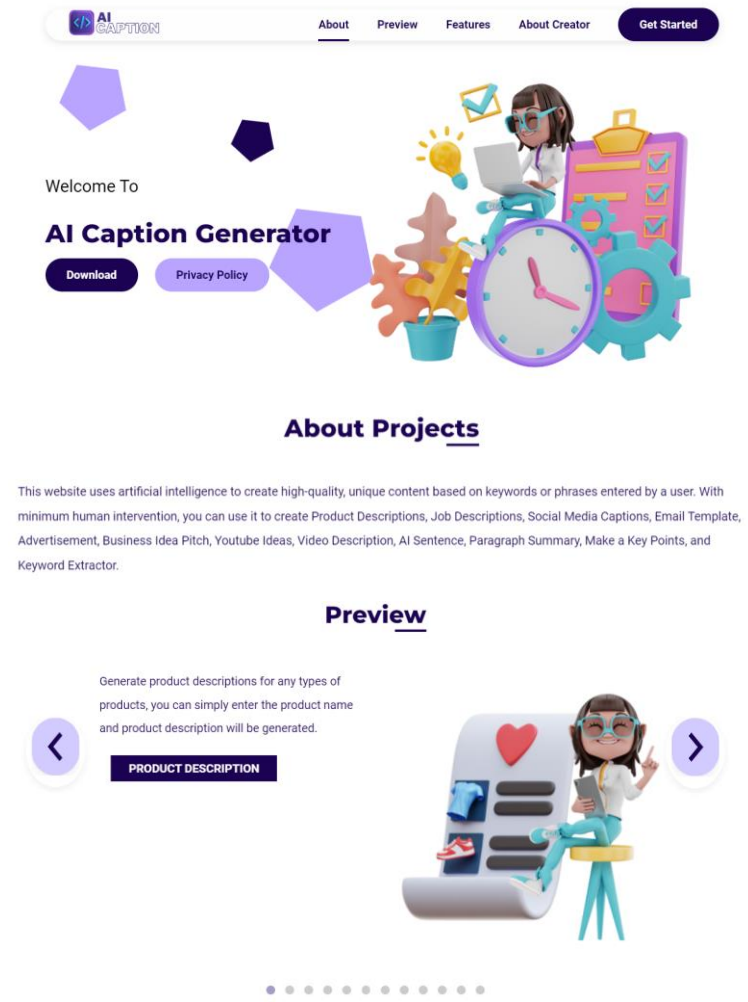 AI
CAPTION
About
Preview
Features
About Creator
Get Started
Welcome To
AI Caption Generator
Download
Privacy Policy
About Projects
This website uses artificial intelligence to create high-quality, unique content based on keywords or phrases entered by a user. With
minimum human intervention, you can use it to create Product Descriptions, Job Descriptions, Social Media Captions, Email Template,
Advertisement, Business Idea Pitch, Youtube Ideas, Video Description, AI Sentence, Paragraph Summary, Make a Key Points, and
Keyword Extractor.
Preview
Generate product descriptions for any types of
products, you can simply enter the product name
and product description will be generated.
PRODUCT DESCRIPTION